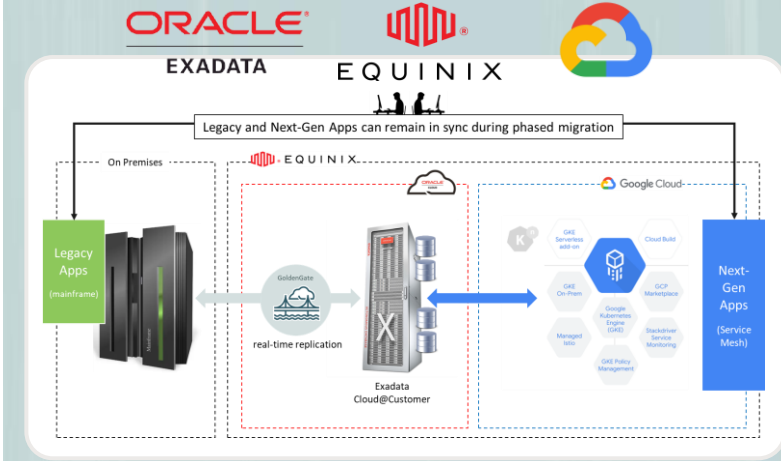 ORACLE®
EXADATA
EQUINIX
Legacy and Next-Gen Apps can remain in sync during phased migration
On Premises
EQUINIX
ORACLE
Google Cloud
Legacy
Apps
(mainframe)
GoldenGate
real-time replication
X
Exadata
Cloud@Customer
K
GKE
Serverless
add-on
Cloud Build
GKE
On-Prem
GCP
Marketplace
Google
Kubernetes
Engine
(GKE)
Managed
Istio
Stackdriver
Service
Monitoring
GKE Policy
Management
Next-
Gen
Apps
(Service
Mesh)